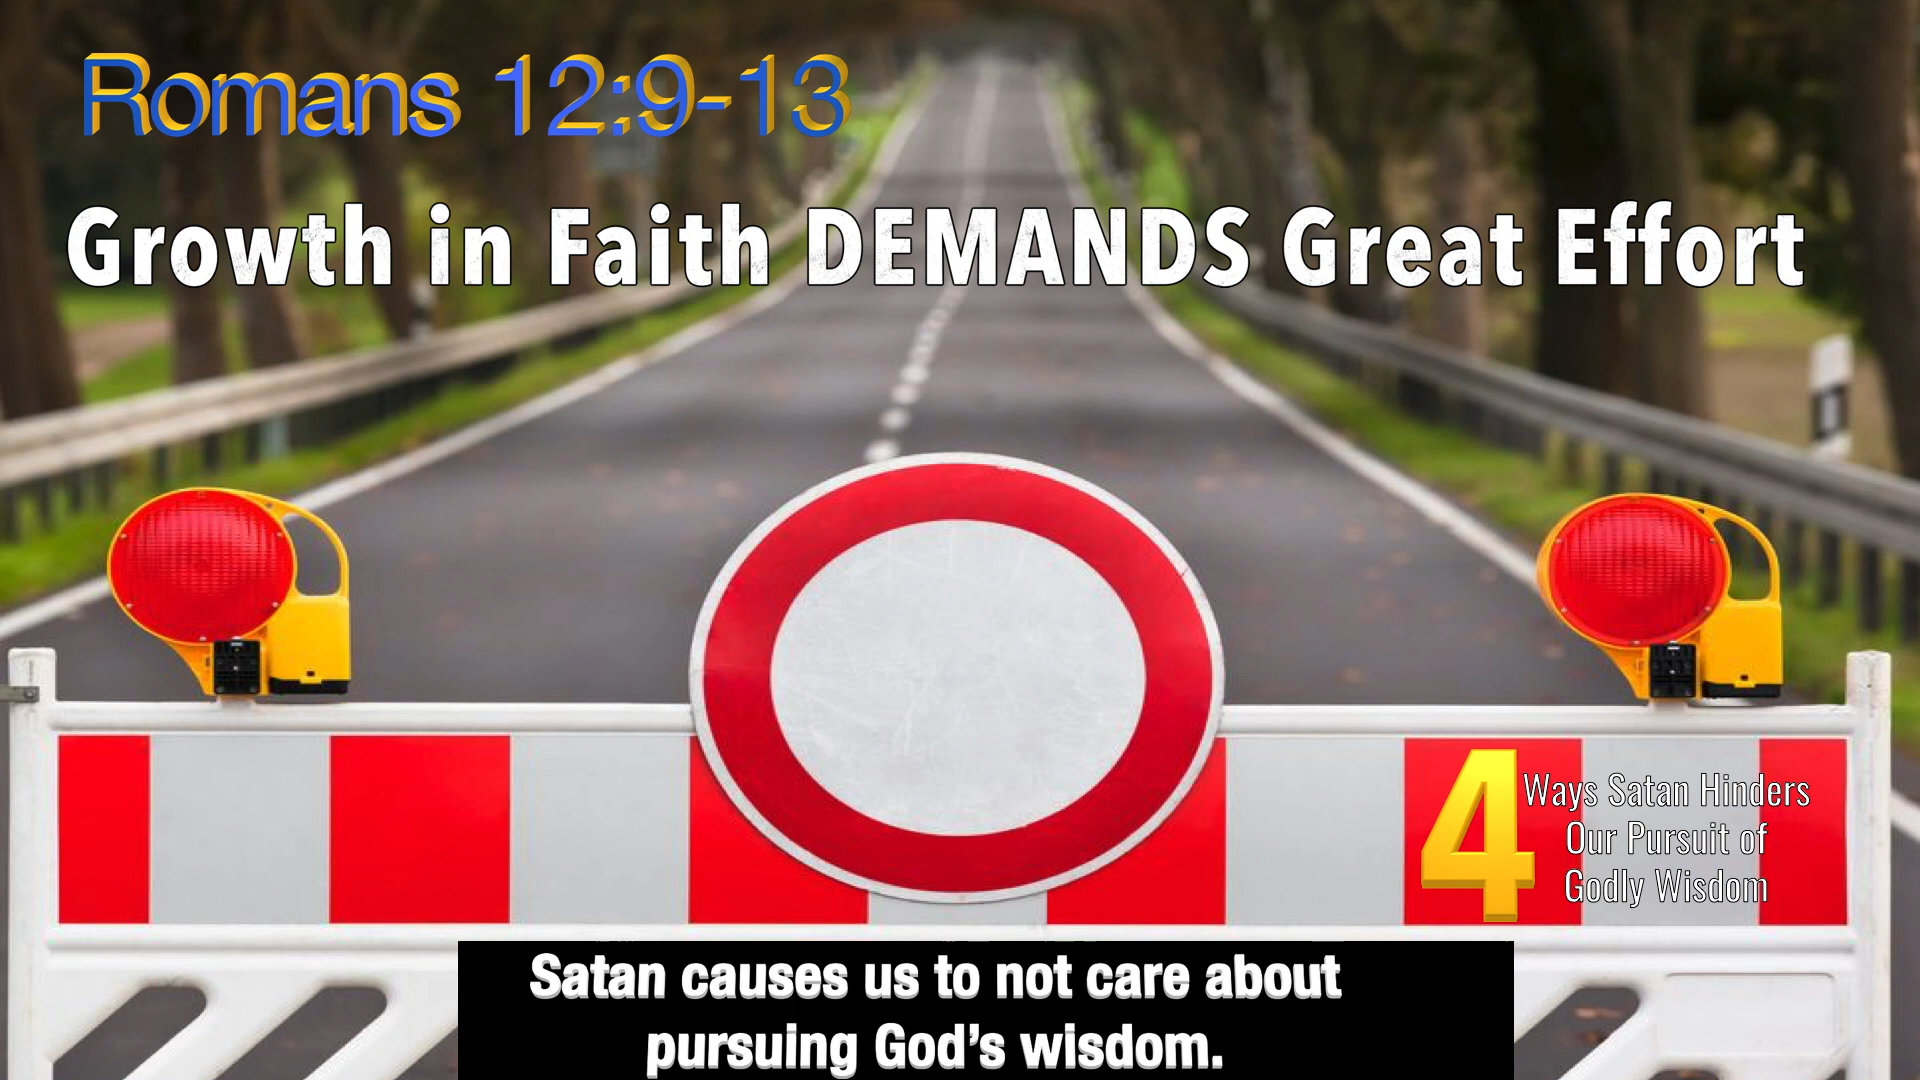 Romans 12:9-13
Growth in Faith DEMANDS Great Effort
4 Ways Satan Hinders
Our Pursuit of
Godly Wisdom
Satan causes us to not care about
pursuing God's wisdom.